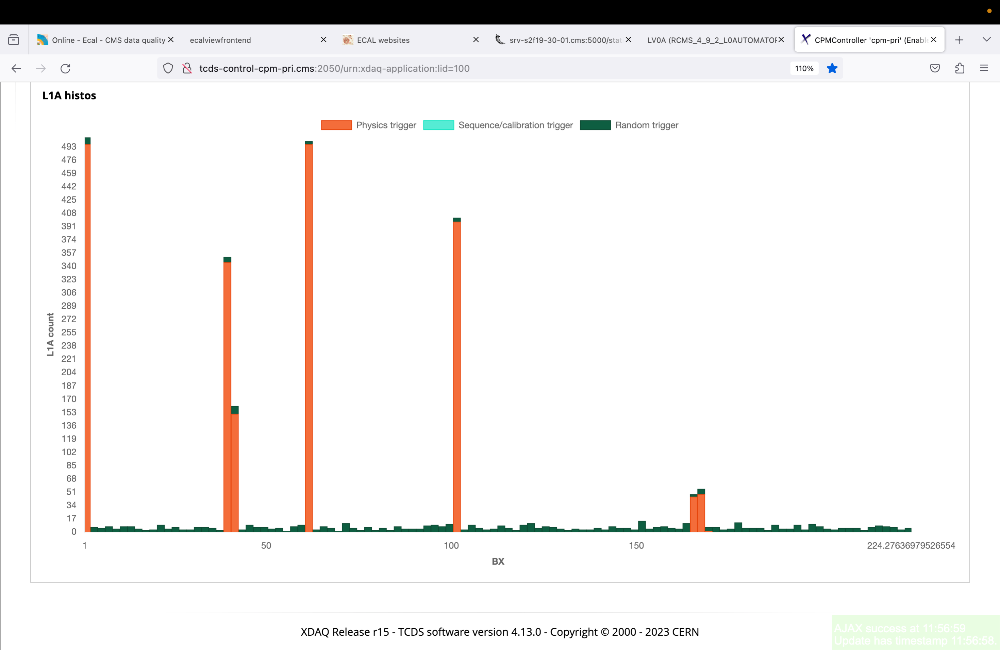 Online - Ecal - CMS data quality
ecalviewfrontend
ECAL websites
srv-s2f19-30-01.cms:5000/stat
LV0A (RCMS_4_9_2_L0AUTOMATOR
CPMController 'cpm-pri' (Enable
tcds-control-cpm-pri.cms:2050/urn:xdaq-application:lid=100
110%
L1A histos
Physics trigger
Sequence/calibration trigger
Random trigger
493
476
459
442
425
408
391
374
357
340
323
306
289
272
255
238
221
204
187
170
153
136
119
102
85
68
51
34
17
0
L1A count
1
50
100
150
224.27636979526554
BX
XDAQ Release r15 - TCDS software version 4.13.0 - Copyright © 2000 - 2023 CERN
AJAX success at 11:56:59
Update has timestamp 11:56:58.